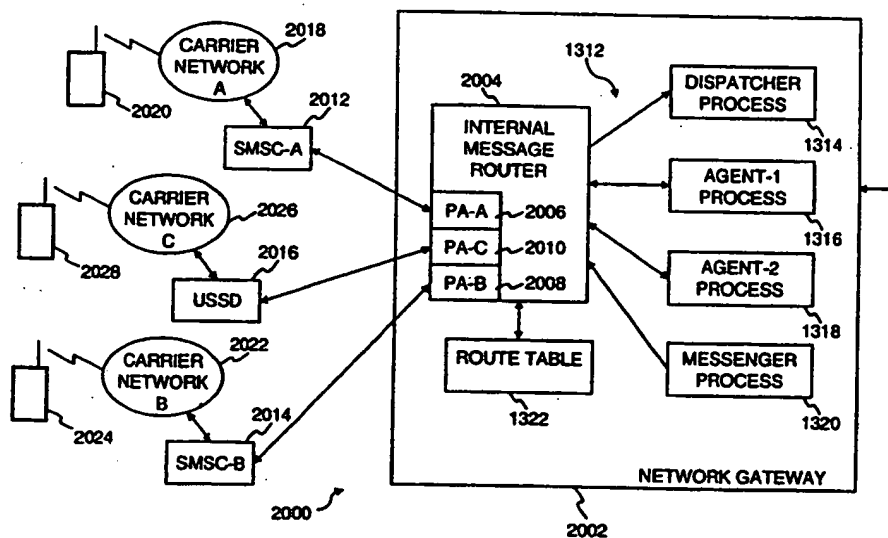 CARRIER
NETWORK
A
2018
2020
2012
SMSC-A
CARRIER
NETWORK
C
2026
2028
2016
USSD
CARRIER
NETWORK
B
2022
2024
2014
SMSC-B
2000
2004
INTERNAL
MESSAGE
ROUTER
PA-A
2006
PA-C
2010
PA-B
2008
ROUTE TABLE
1322
1312
DISPATCHER
PROCESS
1314
AGENT-1
PROCESS
1316
AGENT-2
PROCESS
1318
MESSENGER
PROCESS
1320
NETWORK GATEWAY
2002